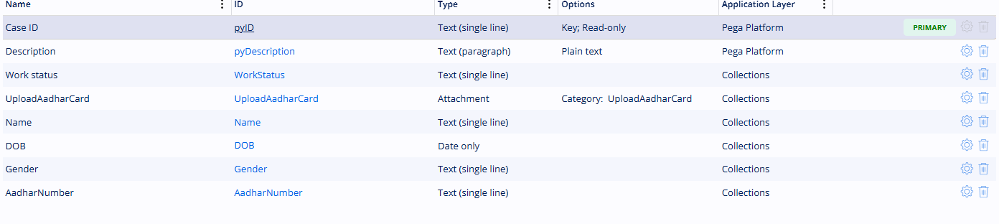 Name ID Type Options Application Layer
Case ID pyID Text (single line) Key; Read-only Pega Platform PRIMARY
Description pyDescription Text (paragraph) Plain text Pega Platform
Work status WorkStatus Text (single line) Collections
UploadAadharCard UploadAadharCard Attachment Category: UploadAadharCard Collections
Name Name Text (single line) Collections
DOB DOB Date only Collections
Gender Gender Text (single line) Collections
AadharNumber AadharNumber Text (single line) Collections